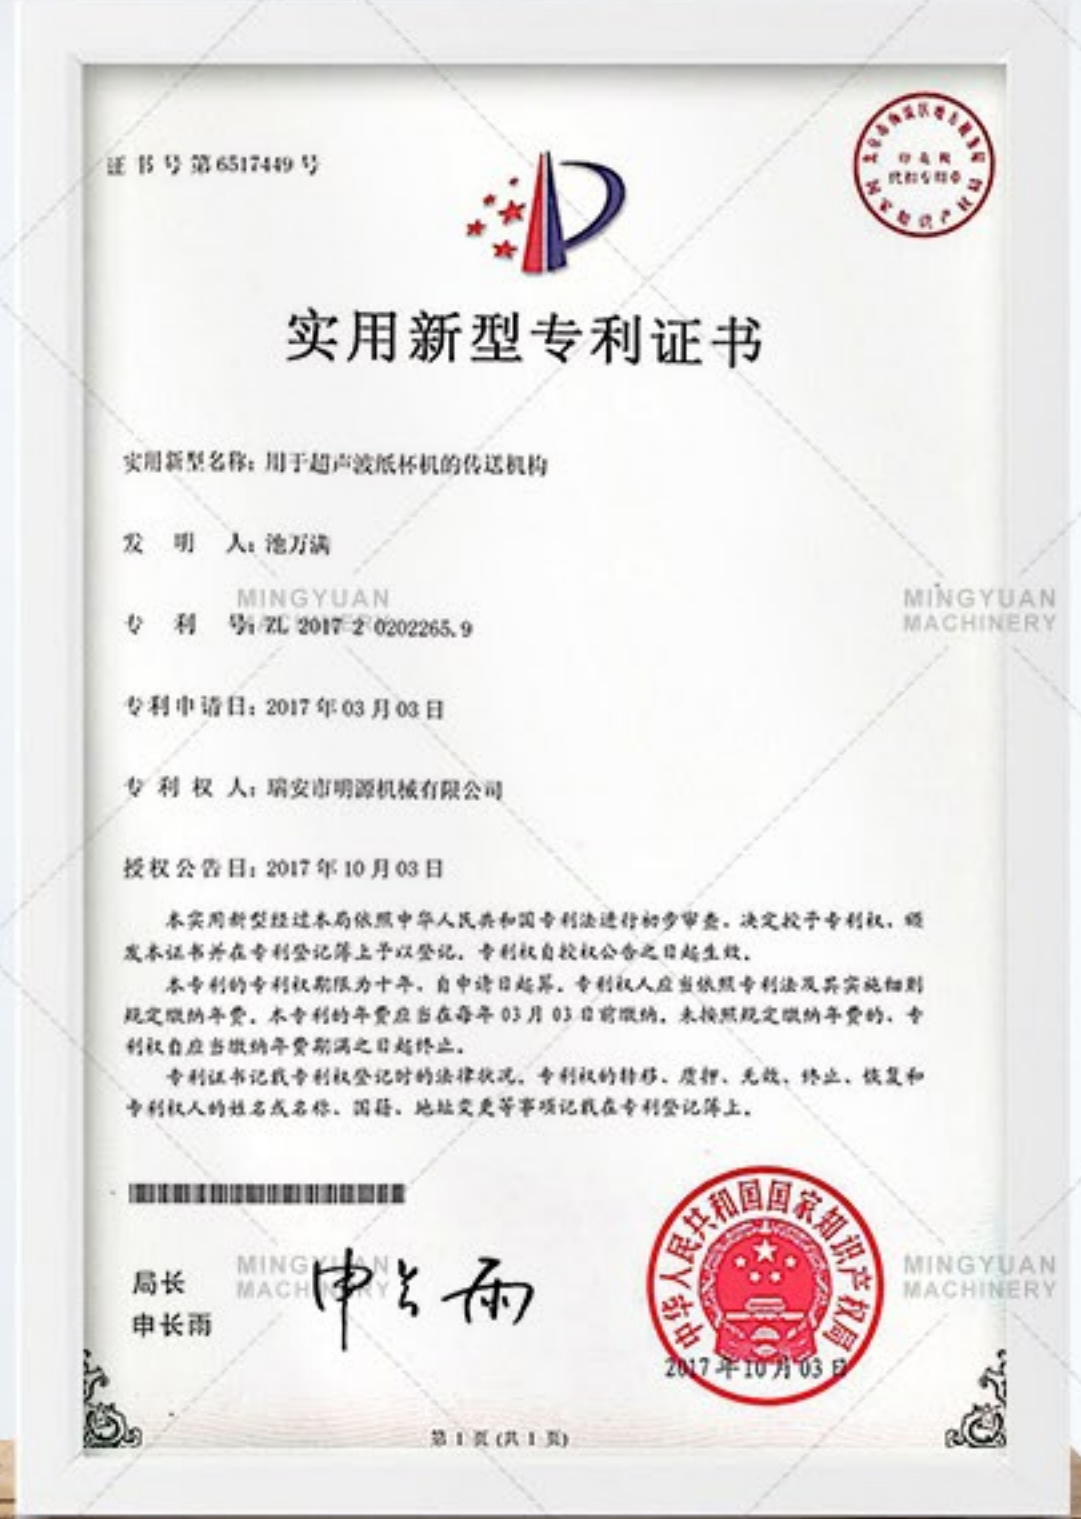 证书号第6517449号
实用新型专利证书
实用新型名称：用于超声波纸杯机的传送机构
发明人：池万满
MINGYUAN MACHINERY
MINGYUAN MACHINERY
专利号：ZL 2017 2 0202265.9
专利申请日：2017年03月03日
专利权人：瑞安市明源机械有限公司
授权公告日：2017年10月03日
本实用新型经过本局依照中华人民共和国专利法进行初步审查，决定授予专利权，颁
发本证书并在专利登记簿上予以登记。专利权自授权公告之日起生效。
本专利的专利权期限为十年，自申请日起算。专利权人应当依照专利法及其实施细则
规定缴纳年费。本专利的年费应当在每年03月03日前缴纳。未按照规定缴纳年费的，专
利权自应当缴纳年费期满之日起终止。
专利证书记载专利权登记时的法律状况。专利权的转移、质押、无效、终止、恢复和
专利权人的姓名或名称、国籍、地址变更等事项记载在专利登记簿上。
局长
申长雨
申长雨
MINGYUAN MACHINERY
MINGYUAN MACHINERY
中华人民共和国国家知识产权局
2017年10月03日
第1页(共1页)